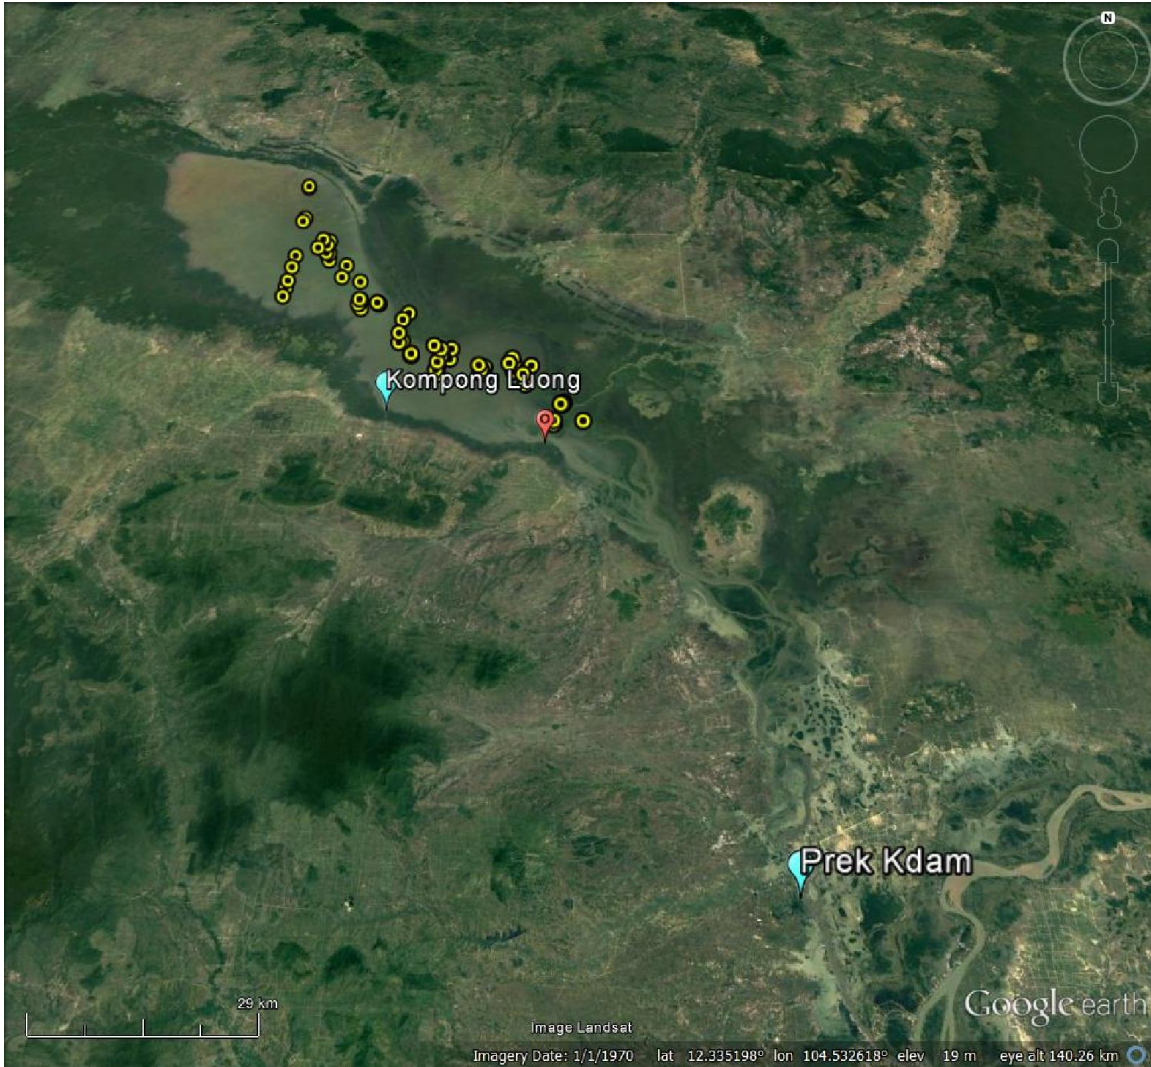 N
Kompong Luong
Prek Kdam
29 km
Google earth
Image Landsat
Imagery Date: 1/1/1970 lat 12.335198° lon 104.532618° elev 19 m eye alt 140.26 km